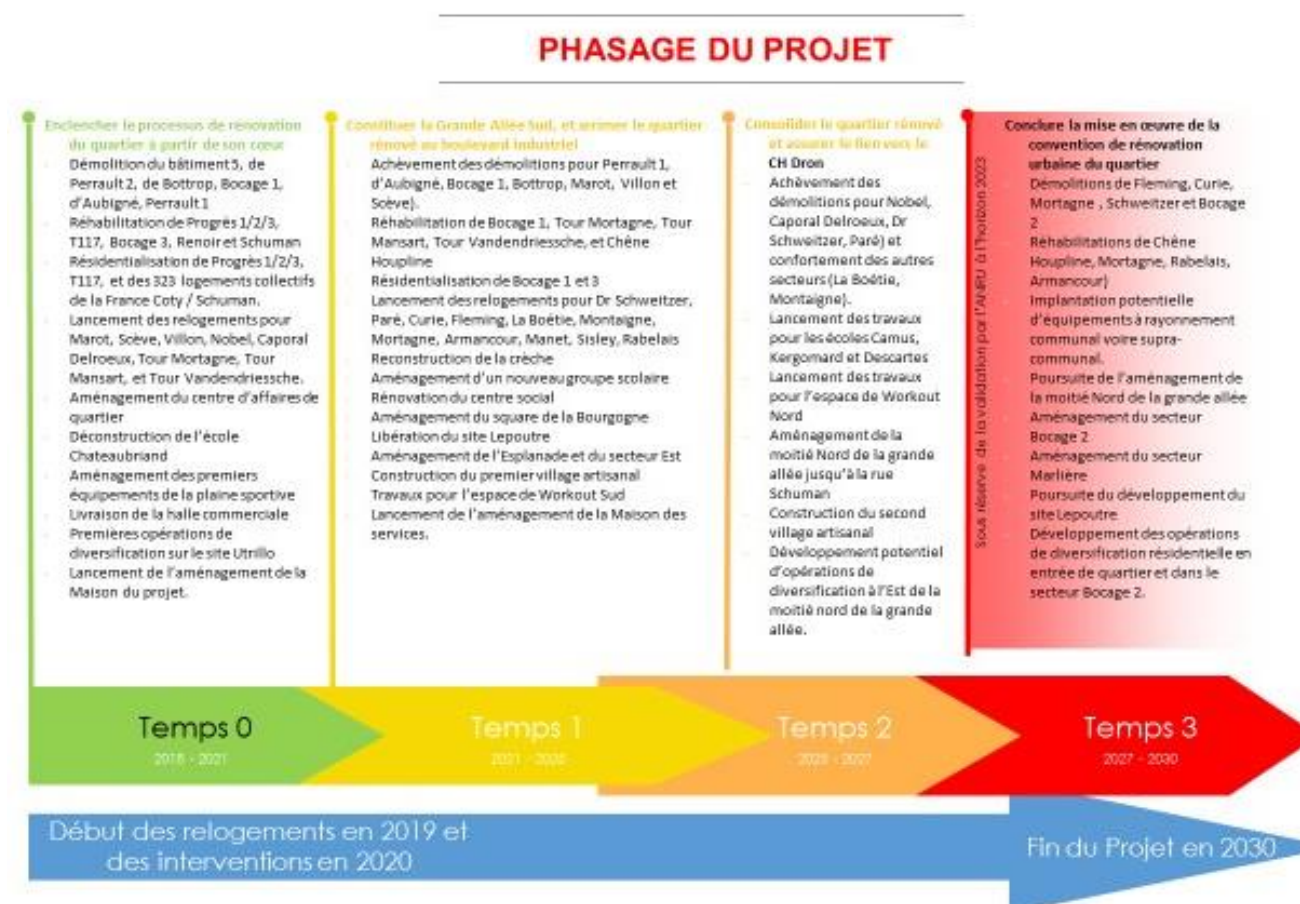 PHASAGE DU PROJET
Enclencher le processus de rénovation
du quartier à partir de son cœur
Démolition du bâtiment 5, de
Perrault 2, de Bottrop, Bocage 1,
d'Aubigné, Perrault 1
Réhabilitation de Progrès 1/2/3,
T117, Bocage 3, Renoir et Schuman
Résidentialisation de Progrès 1/2/3,
T117, et des 323 logements collectifs
de la France Coty / Schuman.
Lancement des relogements pour
Marot, Scève, Villon, Nobel, Caporal
Delroeux, Tour Mortagne, Tour
Mansart, et Tour Vandendriessche.
Aménagement du centre d'affaires de
quartier
Déconstruction de l'école
Chateaubriand
Aménagement des premiers
équipements de la plaine sportive
Livraison de la halle commerciale
Premières opérations de
diversification sur le site Utrillo
Lancement de l'aménagement de la
Maison du projet.
Constituer la Grande Allée Sud, et arrimer le quartier
rénové au boulevard industriel
Achèvement des démolitions pour Perrault 1,
d'Aubigné, Bocage 1, Bottrop, Marot, Villon et
Scève).
Réhabilitation de Bocage 1, Tour Mortagne, Tour
Mansart, Tour Vandendriessche, et Chêne
Houpline
Résidentialisation de Bocage 1 et 3
Lancement des relogements pour Dr Schweitzer,
Paré, Curie, Fleming, La Boëtie, Montaigne,
Mortagne, Armancour, Manet, Sisley, Rabelais
Reconstruction de la crèche
Aménagement d'un nouveau groupe scolaire
Rénovation du centre social
Aménagement du square de la Bourgogne
Libération du site Lepoutre
Aménagement de l'Esplanade et du secteur Est
Construction du premier village artisanal
Travaux pour l'espace de Workout Sud
Lancement de l'aménagement de la Maison des
services.
Consolider le quartier rénové
et assurer le lien vers le
CH Dron
Achèvement des
démolitions pour Nobel,
Caporal Delroeux, Dr
Schweitzer, Paré) et
confortement des autres
secteurs (La Boëtie,
Montaigne).
Lancement des travaux
pour les écoles Camus,
Kergomard et Descartes
Lancement des travaux
pour l'espace de Workout
Nord
Aménagement de la
moitié Nord de la grande
allée jusqu'à la rue
Schuman
Construction du second
village artisanal
Développement potentiel
d'opérations de
diversification à l'Est de la
moitié nord de la grande
allée.
Sous réserve de la validation par l'ANRU à l'horizon 2023
Conclure la mise en œuvre de la
convention de rénovation
urbaine du quartier
Démolitions de Fleming, Curie,
Mortagne , Schweitzer et Bocage
2
Réhabilitations de Chêne
Houpline, Mortagne, Rabelais,
Armancour)
Implantation potentielle
d'équipements à rayonnement
communal voire supra-
communal.
Poursuite de l'aménagement de
la moitié Nord de la grande allée
Aménagement du secteur
Bocage 2
Aménagement du secteur
Marlière
Poursuite du développement du
site Lepoutre
Développement des opérations
de diversification résidentielle en
entrée de quartier et dans le
secteur Bocage 2.
Temps 0
- 2021
Temps 1
2021 -
Temps 2
- 2027
Temps 3
2027 - 2030
Début des relogements en 2019 et
des interventions en 2020
Fin du Projet en 2030